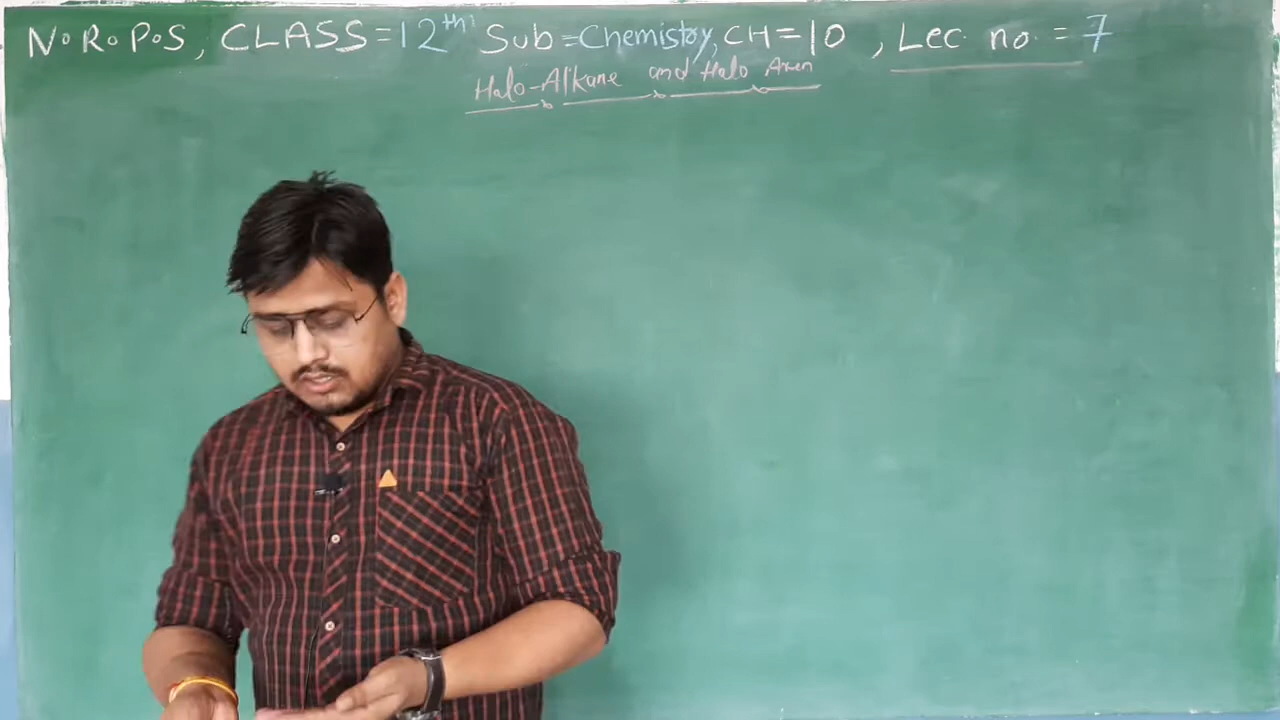 N.R.P.S, CLASS=12th Sub=Chemistry, CH=10, Lec no. = 7
Halo-Alkane and Halo Aren